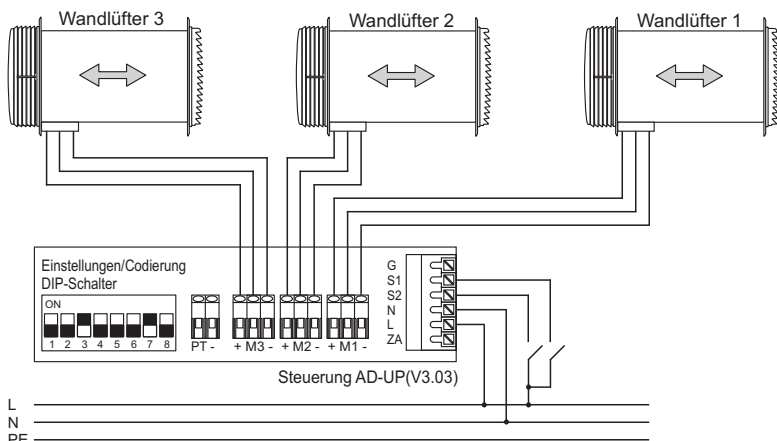 Wandlüfter 3
Wandlüfter 2
Wandlüfter 1
Einstellungen/Codierung
DIP-Schalter
ON
1 2 3 4 5 6 7 8
PT -
+ M3 -
+ M2 -
+ M1 -
G
S1
S2
N
L
ZA
Steuerung AD-UP(V3.03)
L
N
PE